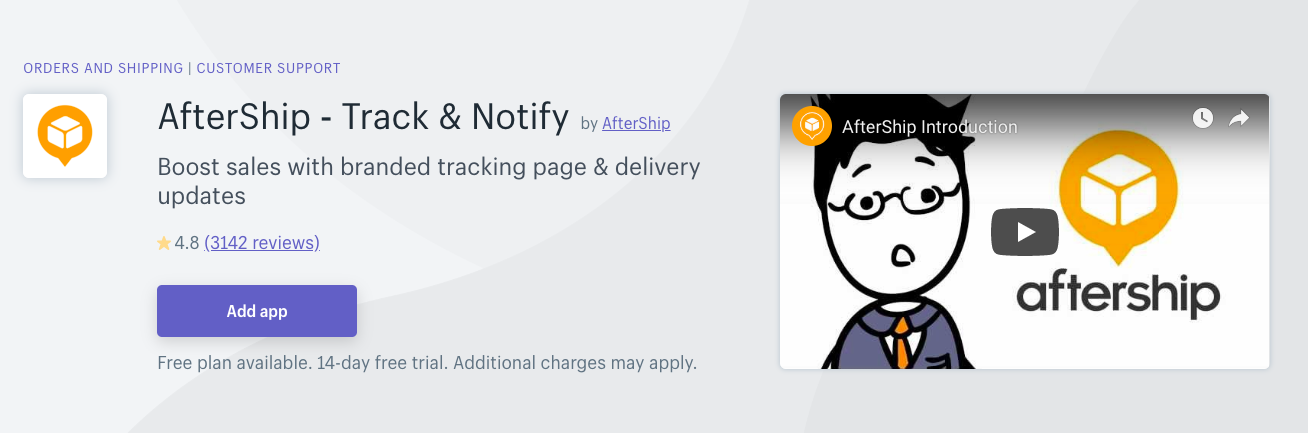 ORDERS AND SHIPPING | CUSTOMER SUPPORT
AfterShip - Track & Notify by AfterShip
Boost sales with branded tracking page & delivery
updates
4.8 (3142 reviews)
Add app
Free plan available. 14-day free trial. Additional charges may apply.
AfterShip Introduction
aftership